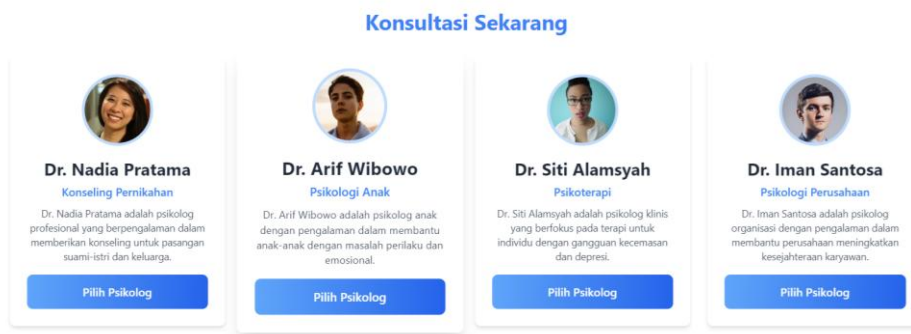 Konsultasi Sekarang
Dr. Nadia Pratama
Konseling Pernikahan
Dr. Nadia Pratama adalah psikolog
profesional yang berpengalaman dalam
memberikan konseling untuk pasangan
suami-istri dan keluarga.
Pilih Psikolog
Dr. Arif Wibowo
Psikologi Anak
Dr. Arif Wibowo adalah psikolog anak
dengan pengalaman dalam membantu
anak-anak dengan masalah perilaku dan
emosional.
Pilih Psikolog
Dr. Siti Alamsyah
Psikoterapi
Dr. Siti Alamsyah adalah psikolog klinis
yang berfokus pada terapi untuk
individu dengan gangguan kecemasan
dan depresi.
Pilih Psikolog
Dr. Iman Santosa
Psikologi Perusahaan
Dr. Iman Santosa adalah psikolog
organisasi dengan pengalaman dalam
membantu perusahaan meningkatkan
kesejahteraan karyawan.
Pilih Psikolog